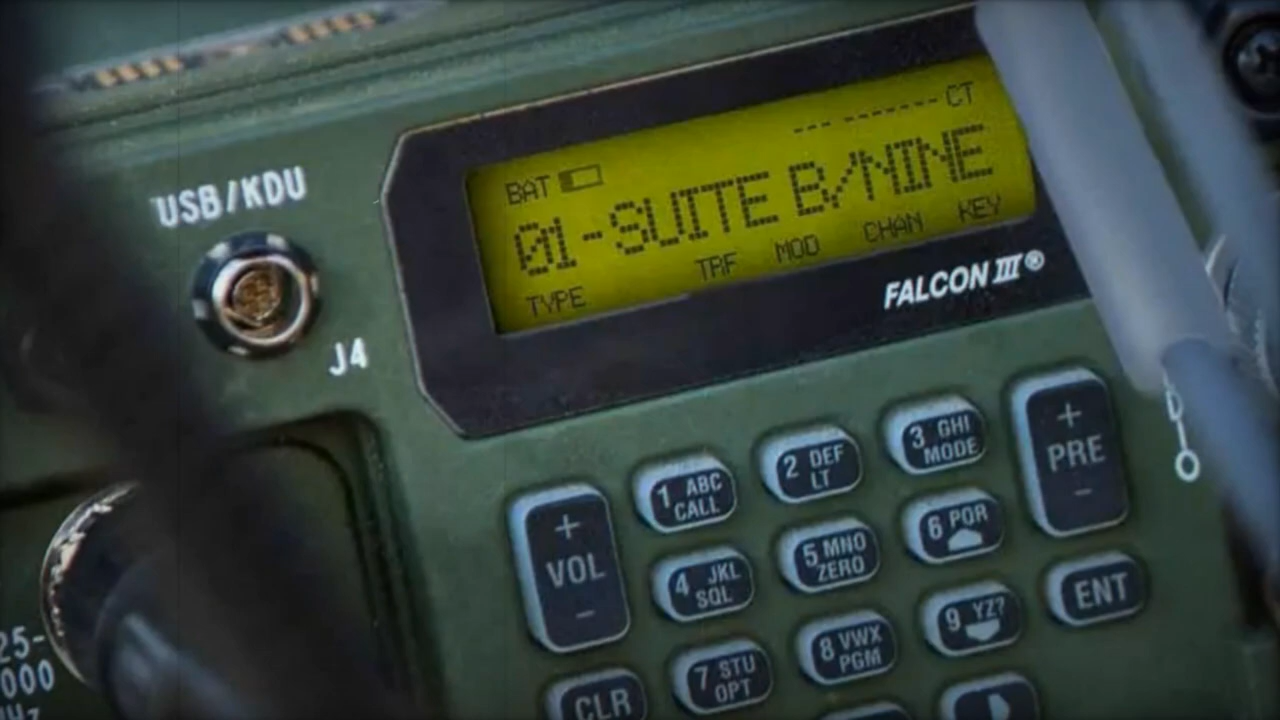 USB/KDU
J4
CT
BAT
01-SUITE B/NINE
TYPE TRF MOD CHAN KEY
FALCON III®
+ VOL -
1 ABC CALL
2 DEF LT
3 GHI MODE
+ PRE -
4 JKL SQL
5 MNO ZERO
6 PQR
ENT
7 STU OPT
8 VWX PGM
9 YZ?
CLR
25-
000